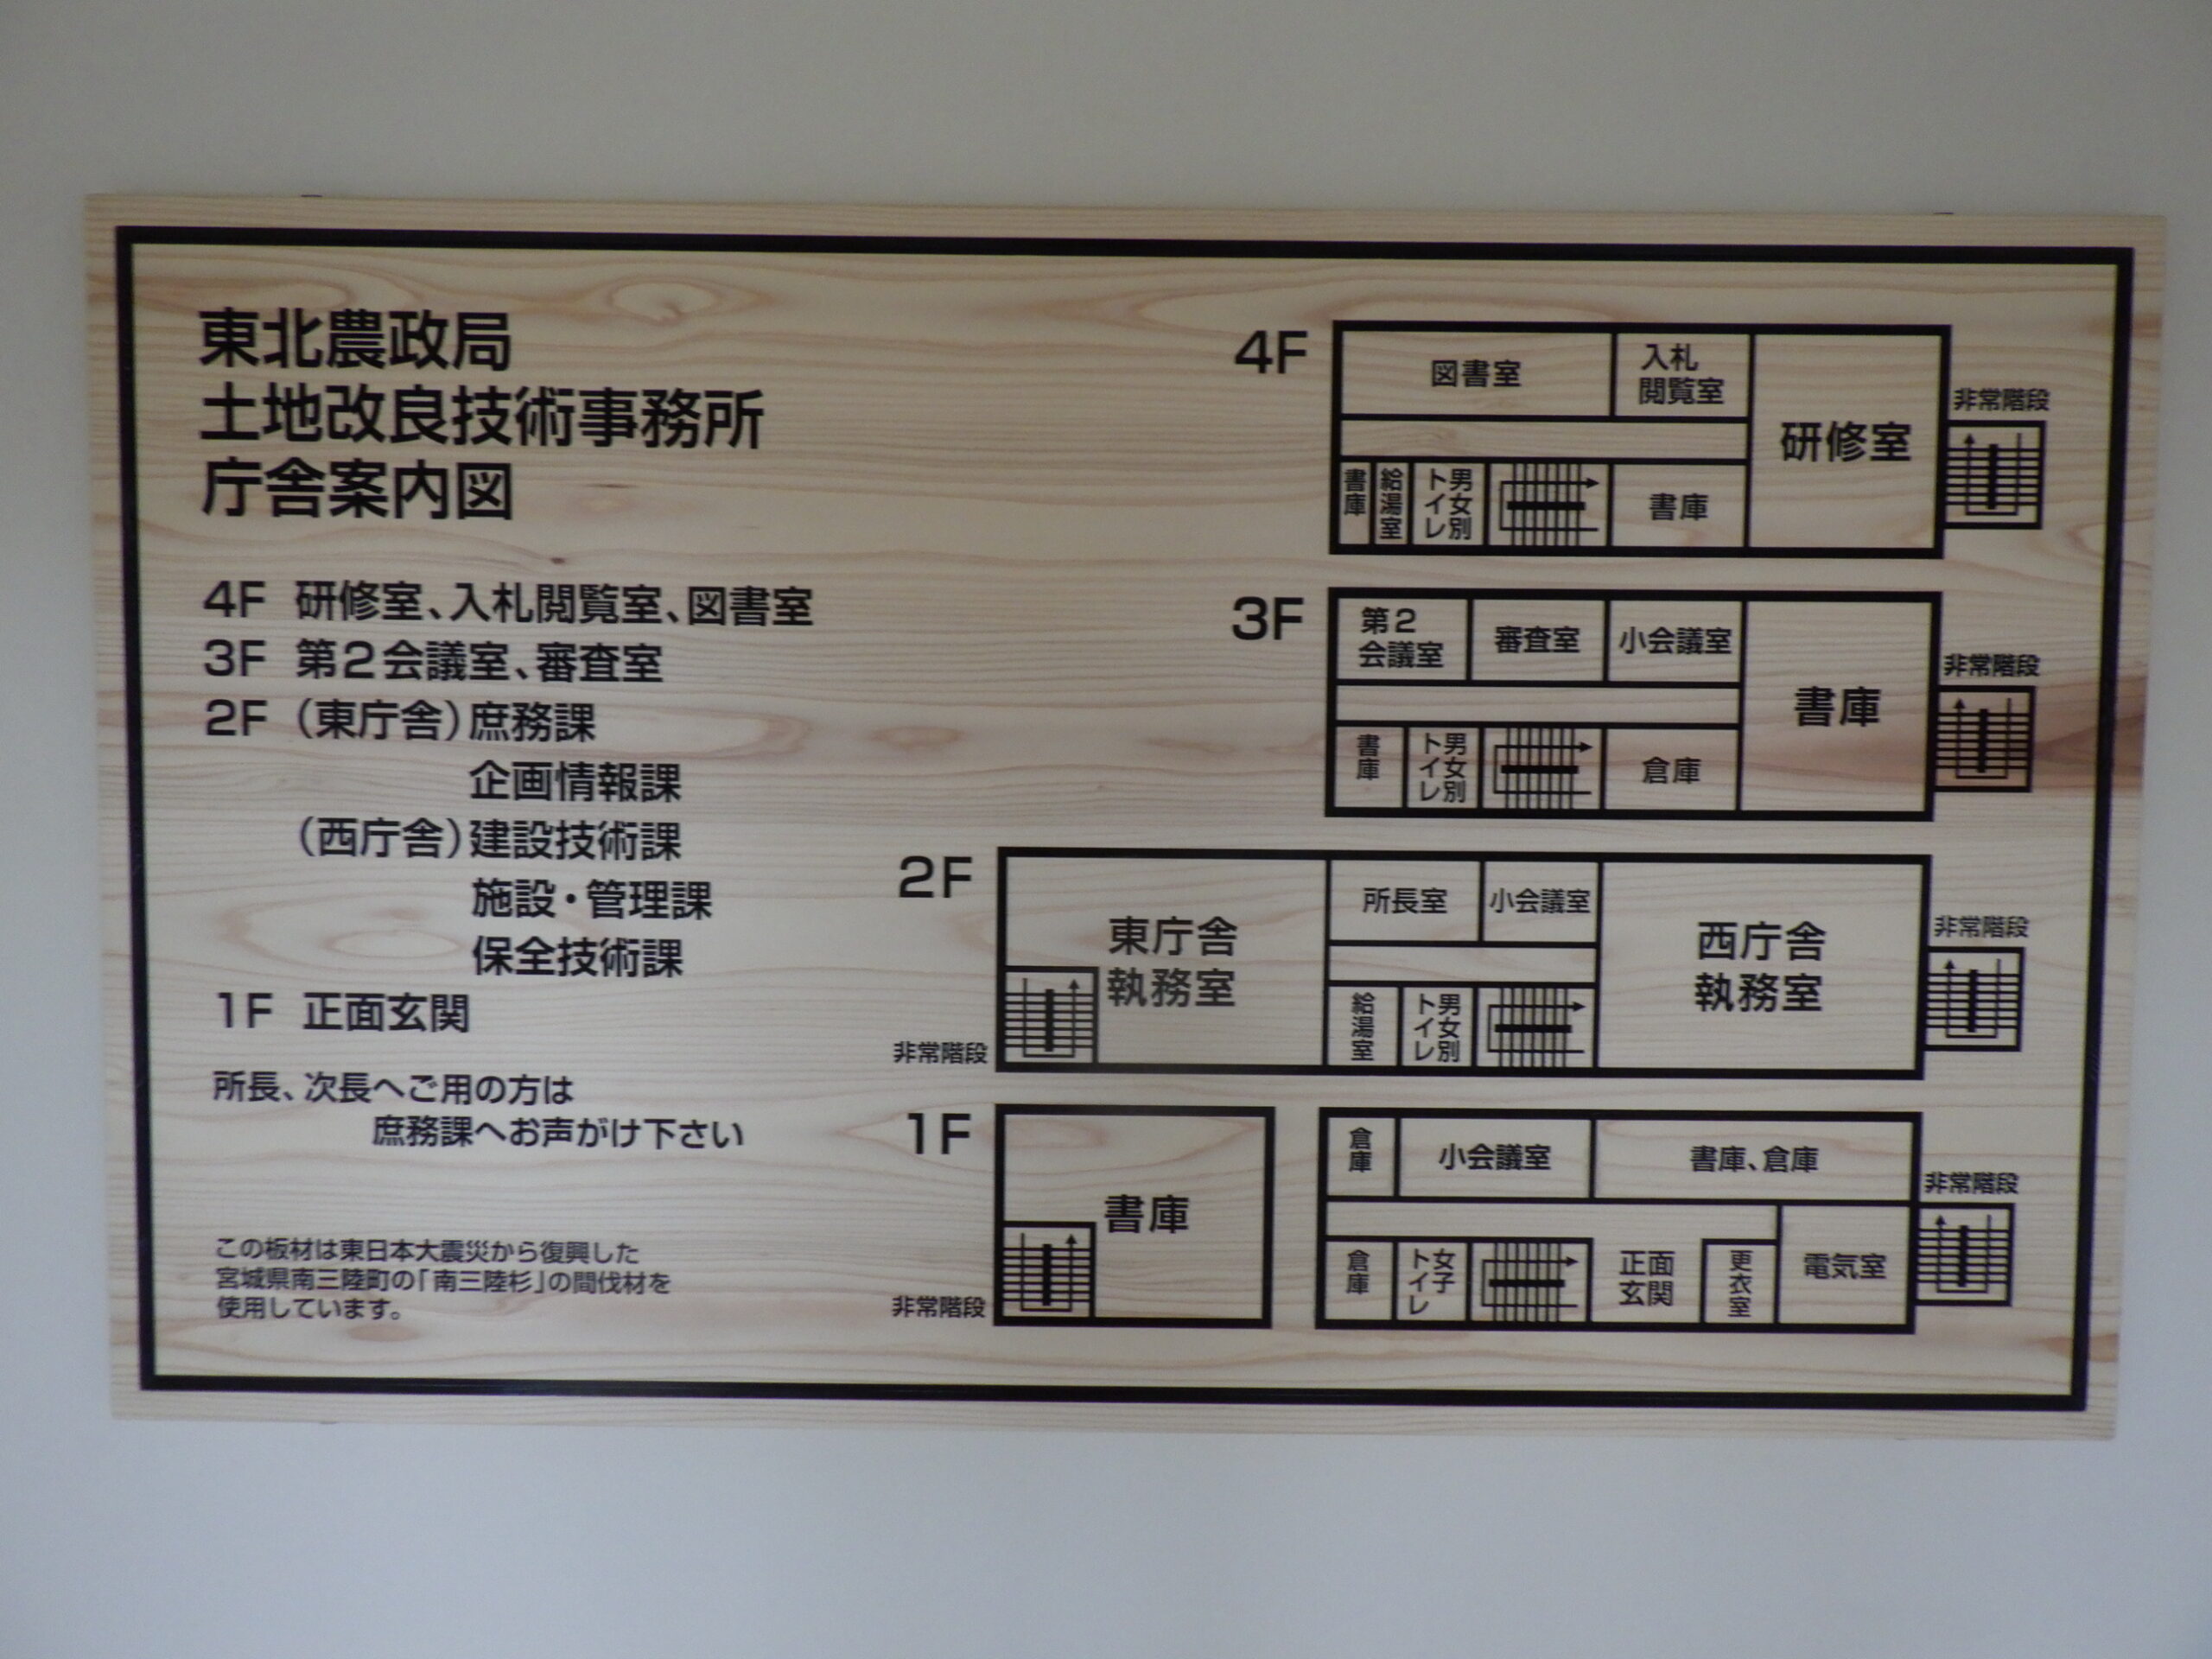 東北農政局
土地改良技術事務所
庁舎案内図
4F 研修室、入札閲覧室、図書室
3F 第2会議室、審査室
2F (東庁舎)庶務課
企画情報課
(西庁舎)建設技術課
施設・管理課
保全技術課
1F 正面玄関
所長、次長へご用の方は
庶務課へお声がけ下さい
この板材は東日本大震災から復興した
宮城県南三陸町の「南三陸杉」の間伐材を
使用しています。
4F
図書室
入札
閲覧室
研修室
非常階段
書庫
給湯室
男女別
トイレ
書庫
3F
第2
会議室
審査室
小会議室
書庫
非常階段
書庫
男女別
トイレ
倉庫
2F
東庁舎
執務室
非常階段
所長室
小会議室
西庁舎
執務室
非常階段
給湯室
男女別
トイレ
1F
書庫
非常階段
倉庫
小会議室
書庫、倉庫
非常階段
倉庫
女子
トイレ
正面
玄関
更衣室
電気室